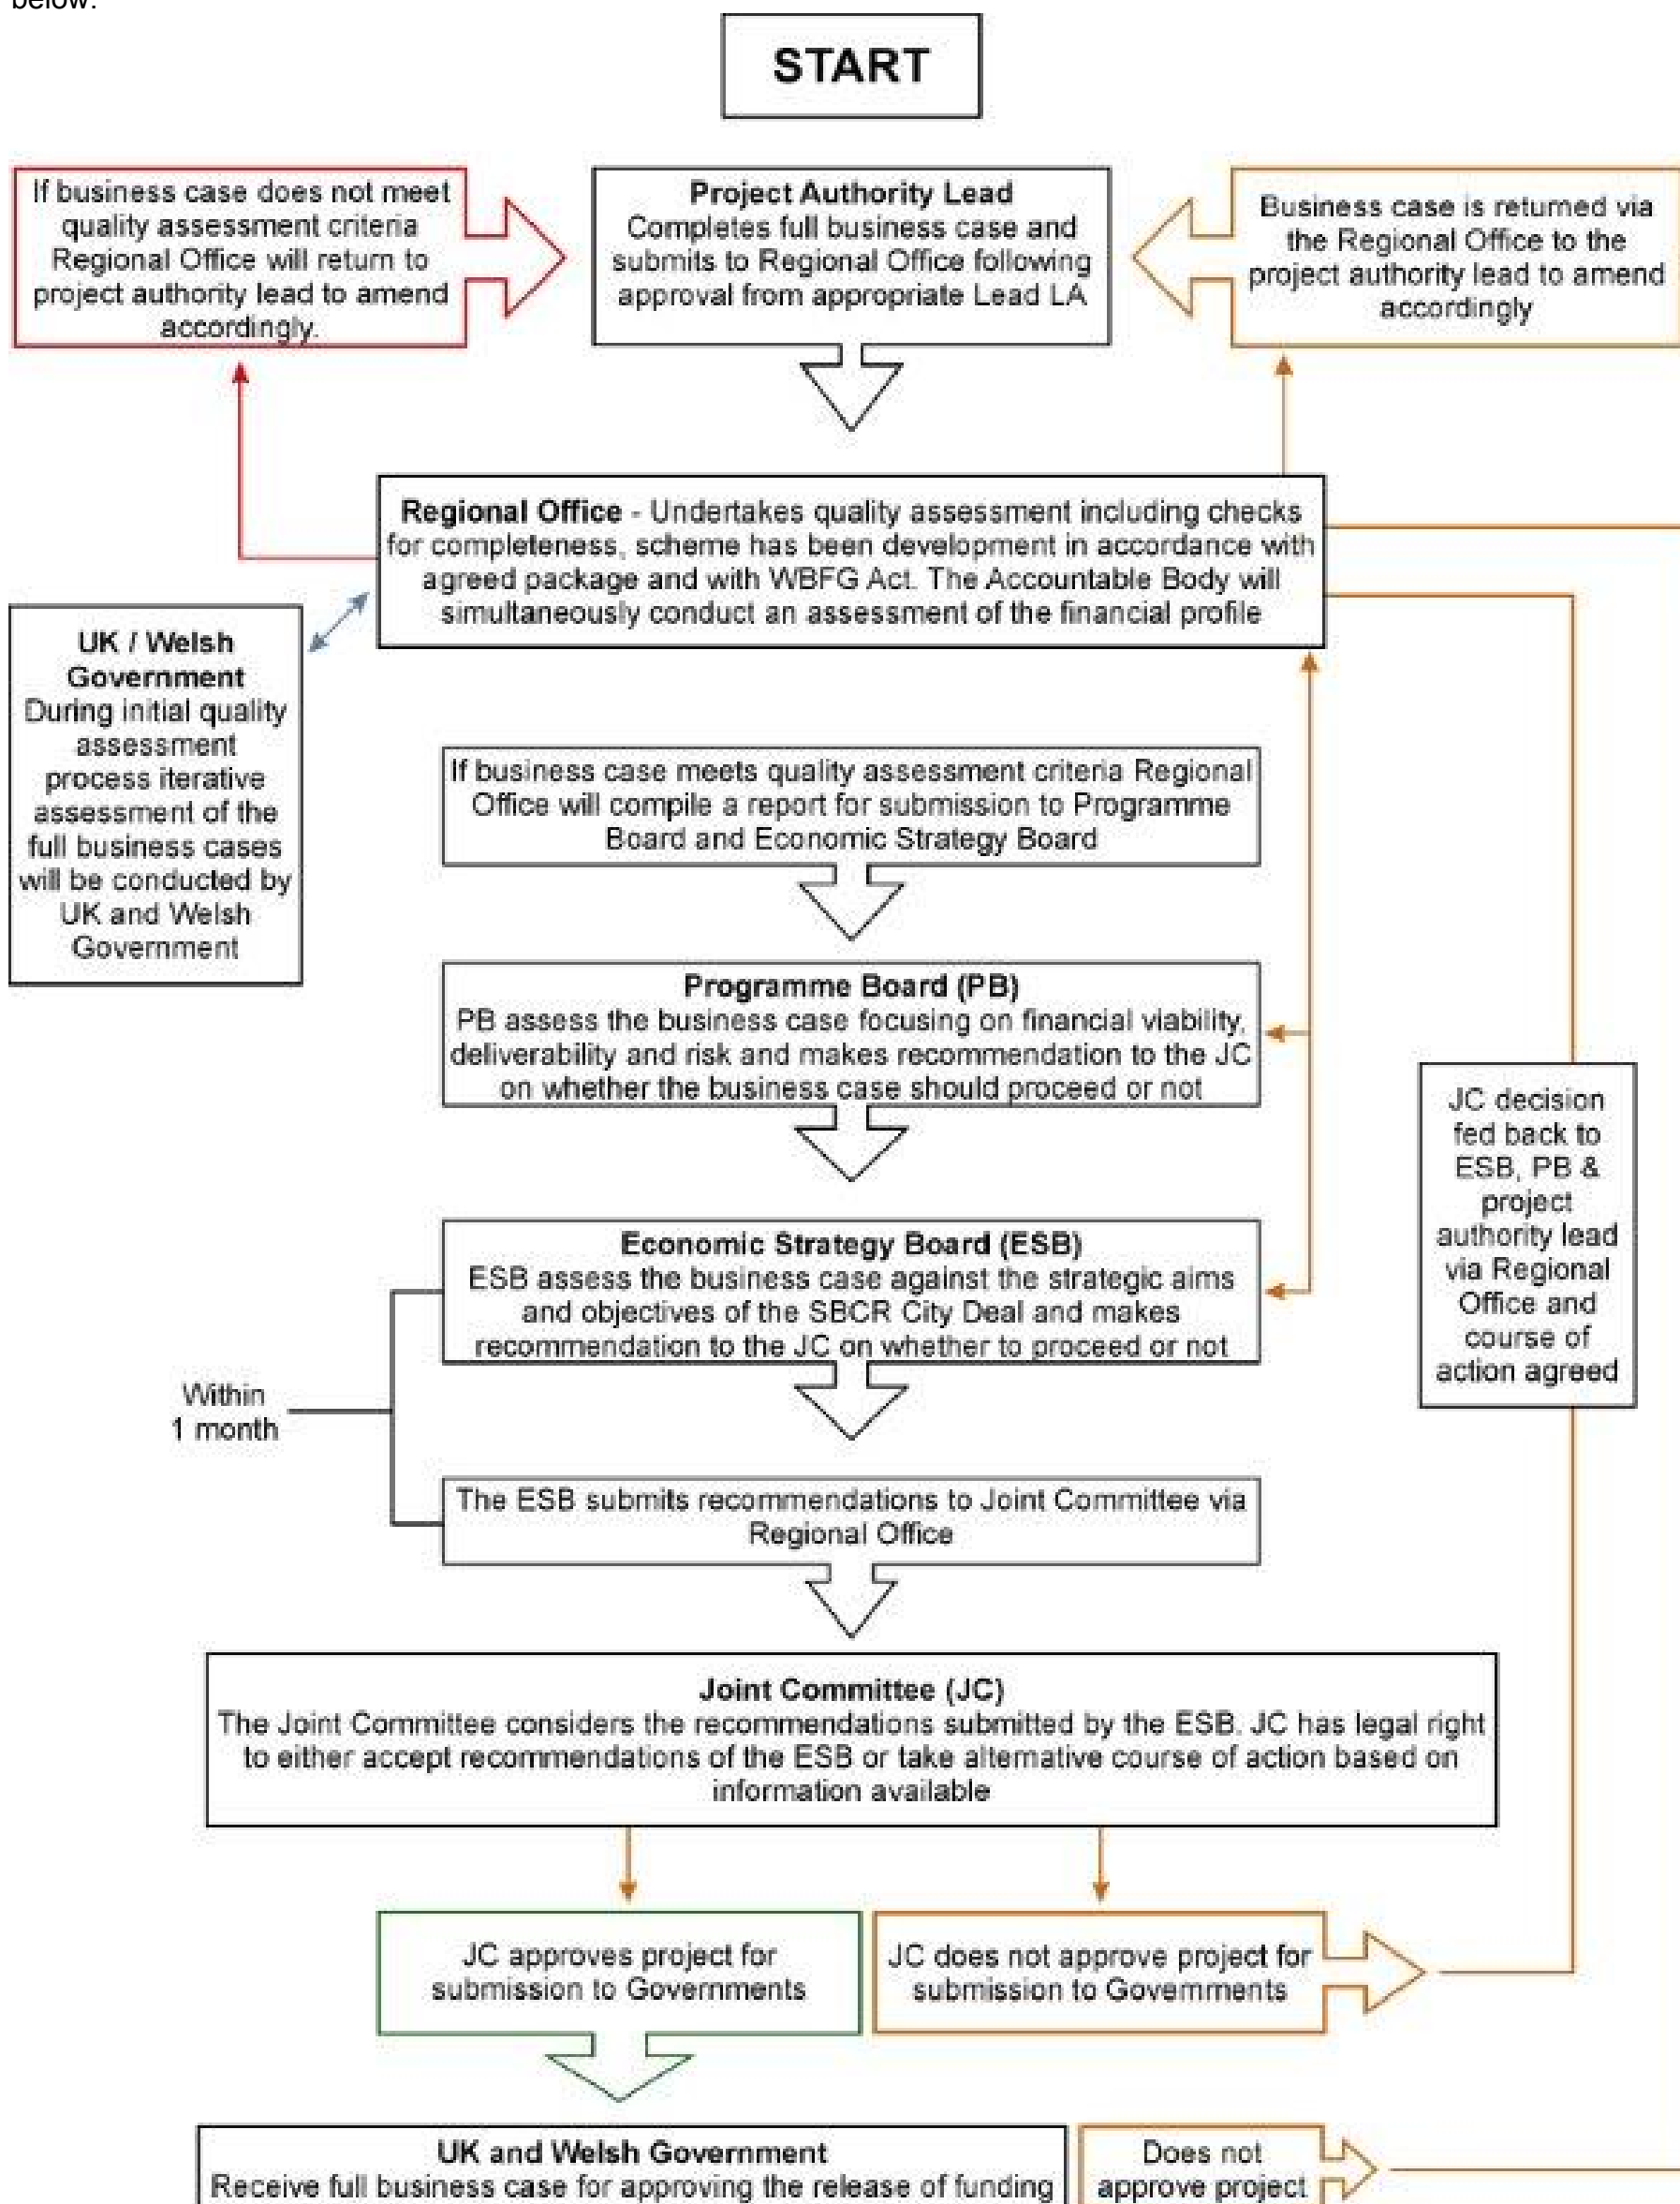 below:
START
If business case does not meet
quality assessment criteria
Regional Office will return to
project authority lead to amend
accordingly.
Project Authority Lead
Completes full business case and
submits to Regional Office following
approval from appropriate Lead LA
Business case is returned via
the Regional Office to the
project authority lead to amend
accordingly
Regional Office - Undertakes quality assessment including checks
for completeness, scheme has been development in accordance with
agreed package and with WBFG Act. The Accountable Body will
simultaneously conduct an assessment of the financial profile
UK / Welsh
Government
During initial quality
assessment
process iterative
assessment of the
full business cases
will be conducted by
UK and Welsh
Government
If business case meets quality assessment criteria Regional
Office will compile a report for submission to Programme
Board and Economic Strategy Board
Programme Board (PB)
PB assess the business case focusing on financial viability,
deliverability and risk and makes recommendation to the JC
on whether the business case should proceed or not
JC decision
fed back to
ESB, PB &
project
authority lead
via Regional
Office and
course of
action agreed
Economic Strategy Board (ESB)
ESB assess the business case against the strategic aims
and objectives of the SBCR City Deal and makes
recommendation to the JC on whether to proceed or not
Within
1 month
The ESB submits recommendations to Joint Committee via
Regional Office
Joint Committee (JC)
The Joint Committee considers the recommendations submitted by the ESB. JC has legal right
to either accept recommendations of the ESB or take alternative course of action based on
information available
JC approves project for
submission to Governments
JC does not approve project for
submission to Governments
UK and Welsh Government
Receive full business case for approving the release of funding
Does not
approve project